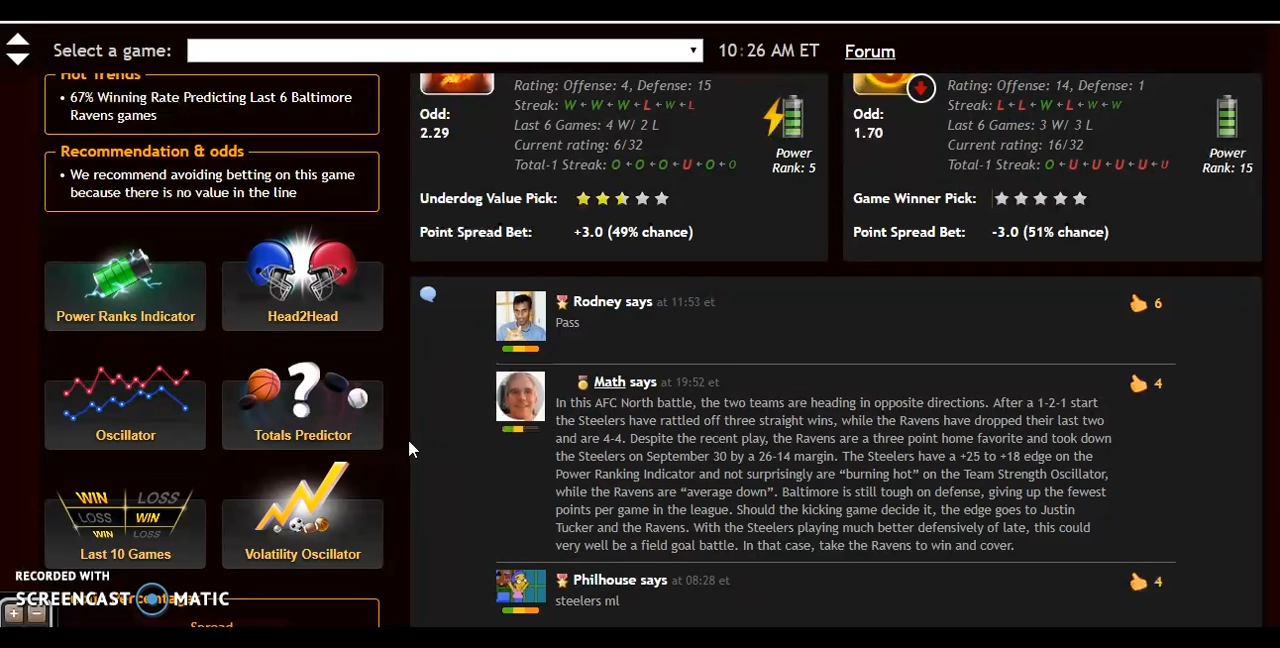 Select a game:
10:26 AM ET
Forum
Hot Trends
• 67% Winning Rate Predicting Last 6 Baltimore
Ravens games
Recommendation & odds
• We recommend avoiding betting on this game
because there is no value in the line
Power Ranks Indicator
Head2Head
Oscillator
Totals Predictor
WIN LOSS
LOSS WIN
WIN LOSS
Last 10 Games
Volatility Oscillator
RECORDED WITH
SCREENCAST MATIC
Spread
Odd:
2.29
Rating: Offense: 4, Defense: 15
Streak: W - W - W - L - W - L
Last 6 Games: 4 W/ 2 L
Current rating: 6/32
Total-1 Streak: O - O - O - U - O - O
Power
Rank: 5
Underdog Value Pick:
Point Spread Bet: +3.0 (49% chance)
Odd:
1.70
Rating: Offense: 14, Defense: 1
Streak: L - L - W - L - W - W
Last 6 Games: 3 W/ 3 L
Current rating: 16/32
Total-1 Streak: O - U - U - U - U - U
Power
Rank: 15
Game Winner Pick:
Point Spread Bet: -3.0 (51% chance)
Rodney says at 11:53 et
6
Pass
Math says at 19:52 et
4
In this AFC North battle, the two teams are heading in opposite directions. After a 1-2-1 start
the Steelers have rattled off three straight wins, while the Ravens have dropped their last two
and are 4-4. Despite the recent play, the Ravens are a three point home favorite and took down
the Steelers on September 30 by a 26-14 margin. The Steelers have a +25 to +18 edge on the
Power Ranking Indicator and not surprisingly are “burning hot” on the Team Strength Oscillator,
while the Ravens are “average down”. Baltimore is still tough on defense, giving up the fewest
points per game in the league. Should the kicking game decide it, the edge goes to Justin
Tucker and the Ravens. With the Steelers playing much better defensively of late, this could
very well be a field goal battle. In that case, take the Ravens to win and cover.
Philhouse says at 08:28 et
4
steelers ml